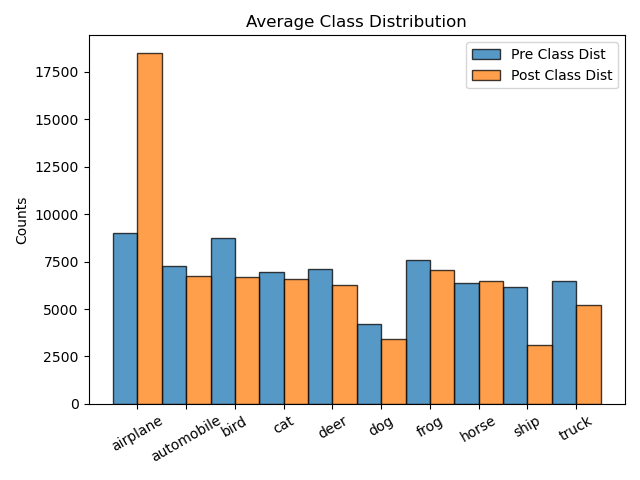 Average Class Distribution
Pre Class Dist
Post Class Dist
Counts
17500
15000
12500
10000
7500
5000
2500
0
airplane
automobile
bird
cat
deer
dog
frog
horse
ship
truck